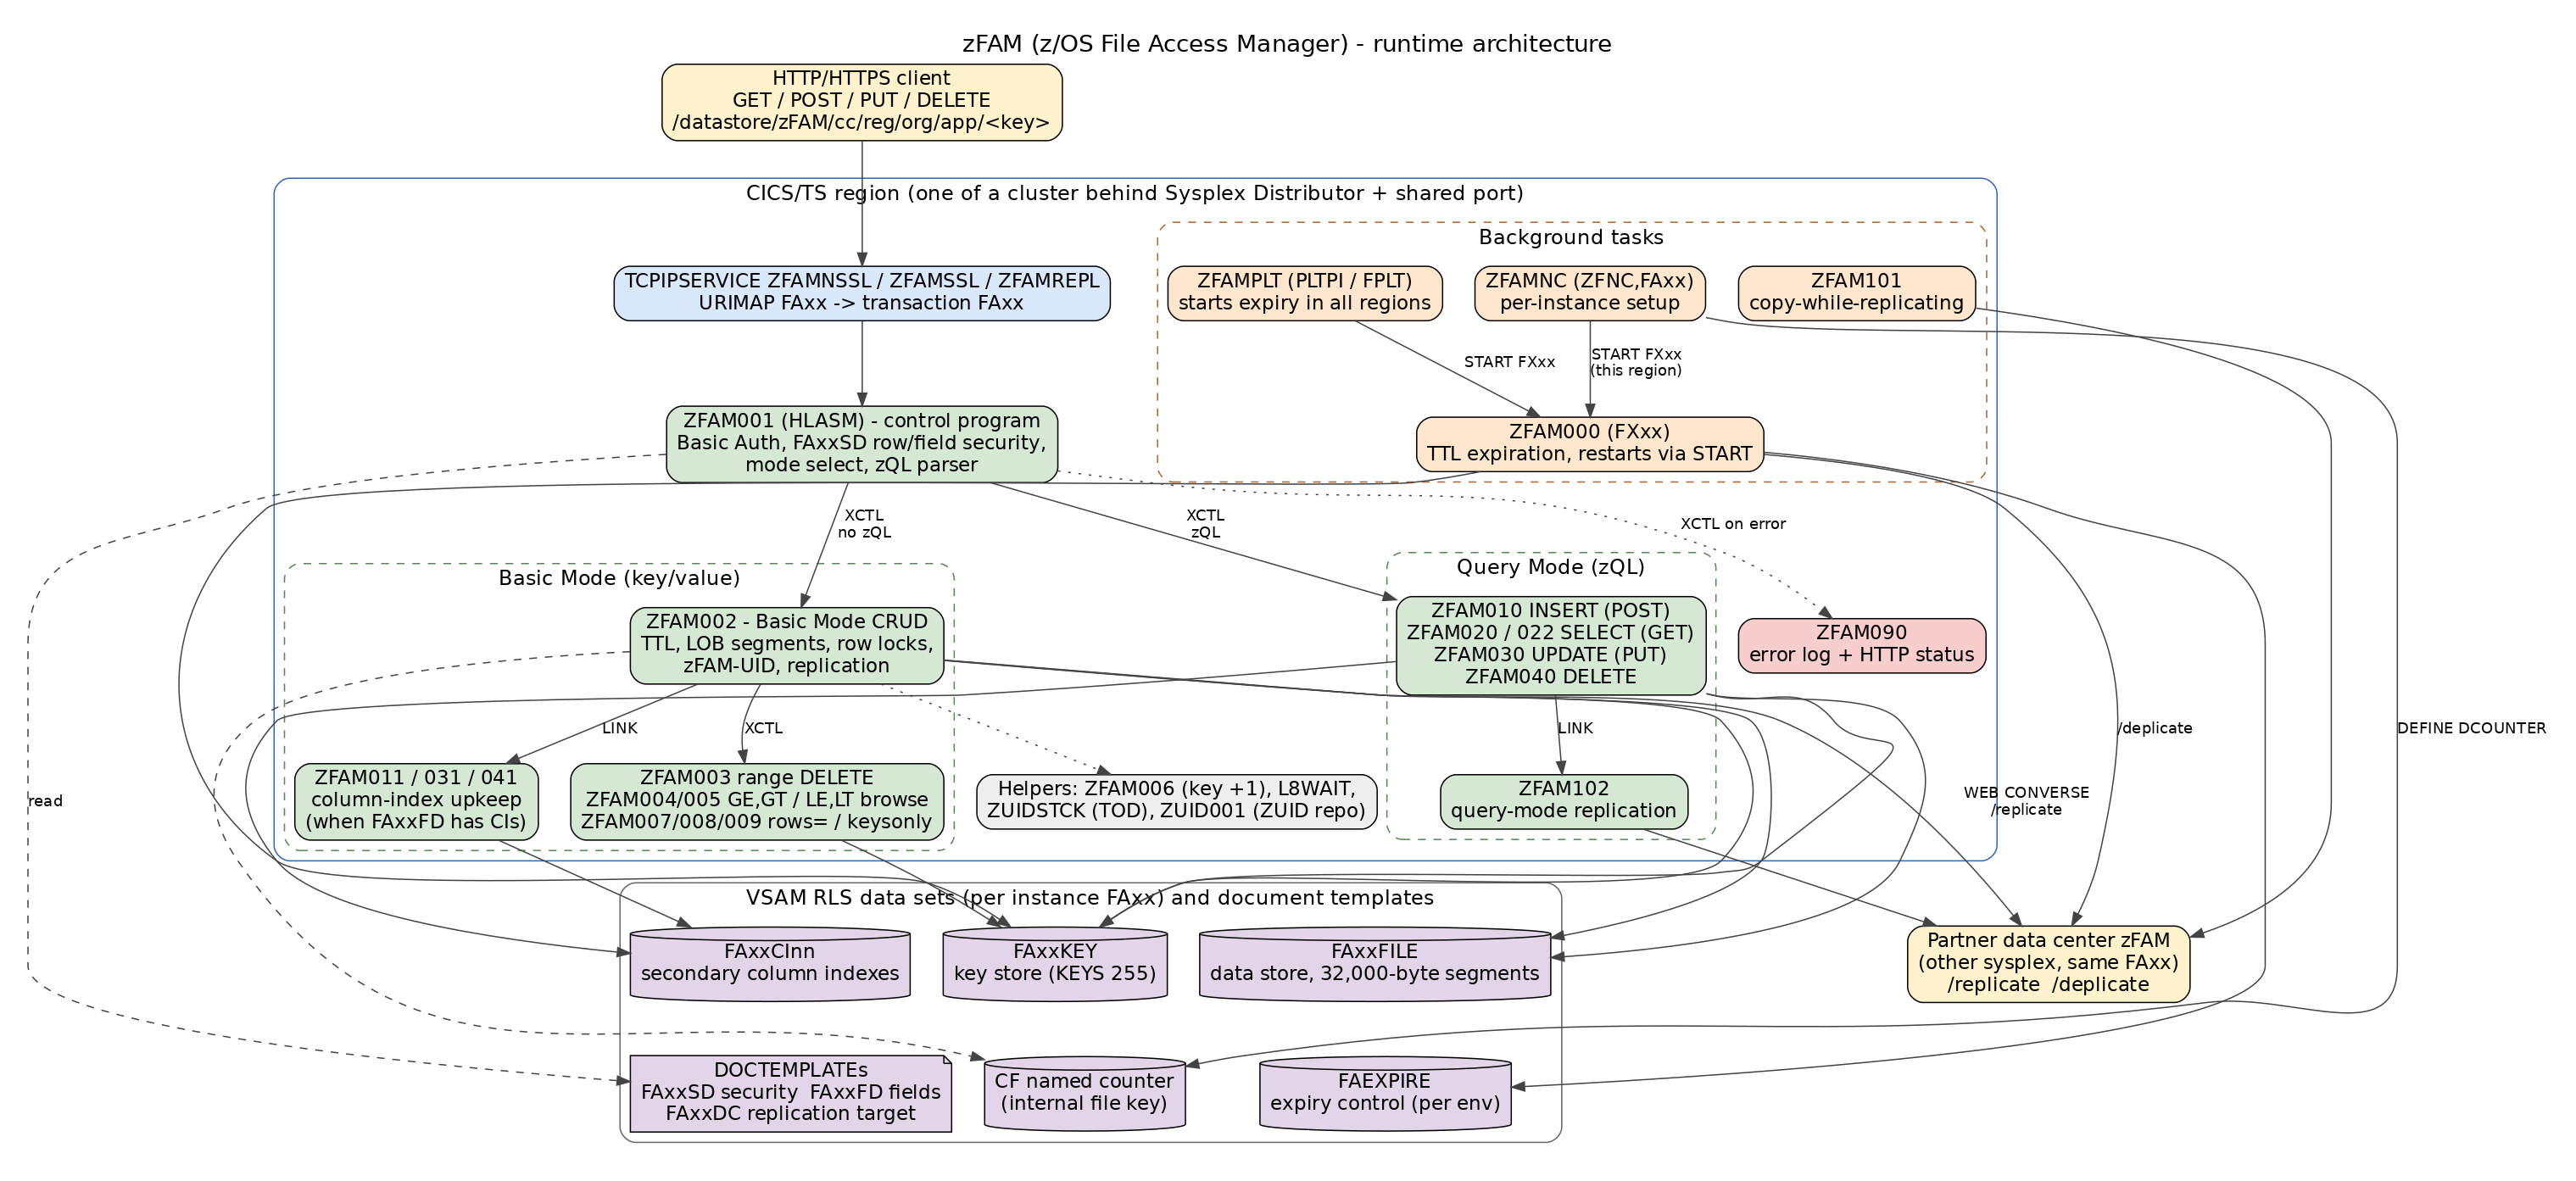 zFAM (z/OS File Access Manager) - runtime architecture
HTTP/HTTPS client
GET / POST / PUT / DELETE
/datastore/zFAM/cc/reg/org/app/<key>
CICS/TS region (one of a cluster behind Sysplex Distributor + shared port)
Background tasks
TCPIPSERVICE ZFAMNSSL / ZFAMSSL / ZFAMREPL
URIMAP FAxx -> transaction FAxx
ZFAMPLT (PLTPI / FPLT)
starts expiry in all regions
ZFAMNC (ZFNC,FAxx)
per-instance setup
ZFAM101
copy-while-replicating
START FXxx
START FXxx
(this region)
ZFAM001 (HLASM) - control program
Basic Auth, FAxxSD row/field security,
mode select, zQL parser
ZFAM000 (FXxx)
TTL expiration, restarts via START
XCTL
no zQL
XCTL
zQL
XCTL on error
Basic Mode (key/value)
Query Mode (zQL)
ZFAM002 - Basic Mode CRUD
TTL, LOB segments, row locks,
zFAM-UID, replication
ZFAM010 INSERT (POST)
ZFAM020 / 022 SELECT (GET)
ZFAM030 UPDATE (PUT)
ZFAM040 DELETE
ZFAM090
error log + HTTP status
LINK
XCTL
LINK
/deplicate
DEFINE DCOUNTER
read
ZFAM011 / 031 / 041
column-index upkeep
(when FAxxFD has CIs)
ZFAM003 range DELETE
ZFAM004/005 GE,GT / LE,LT browse
ZFAM007/008/009 rows= / keysonly
Helpers: ZFAM006 (key +1), L8WAIT,
ZUIDSTCK (TOD), ZUID001 (ZUID repo)
ZFAM102
query-mode replication
WEB CONVERSE
/replicate
VSAM RLS data sets (per instance FAxx) and document templates
FAxxCInn
secondary column indexes
FAxxKEY
key store (KEYS 255)
FAxxFILE
data store, 32,000-byte segments
Partner data center zFAM
(other sysplex, same FAxx)
/replicate  /deplicate
DOCTEMPLATEs
FAxxSD security  FAxxFD fields
FAxxDC replication target
CF named counter
(internal file key)
FAEXPIRE
expiry control (per env)